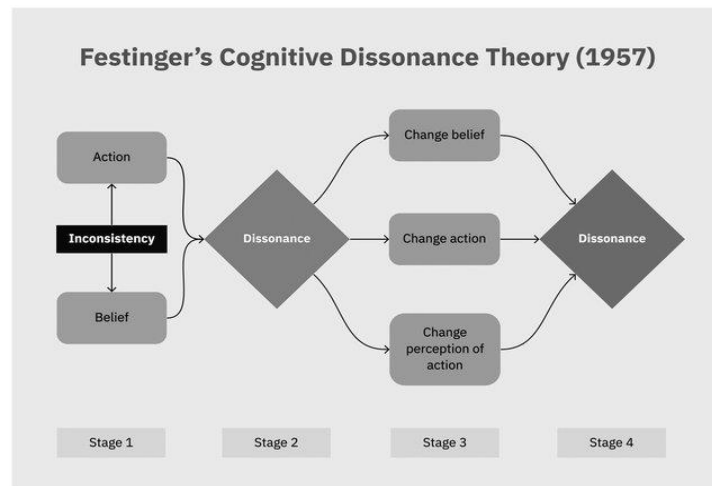 Festinger’s Cognitive Dissonance Theory (1957)
Action
Inconsistency
Belief
Dissonance
Change belief
Change action
Change
perception of
action
Dissonance
Stage 1
Stage 2
Stage 3
Stage 4